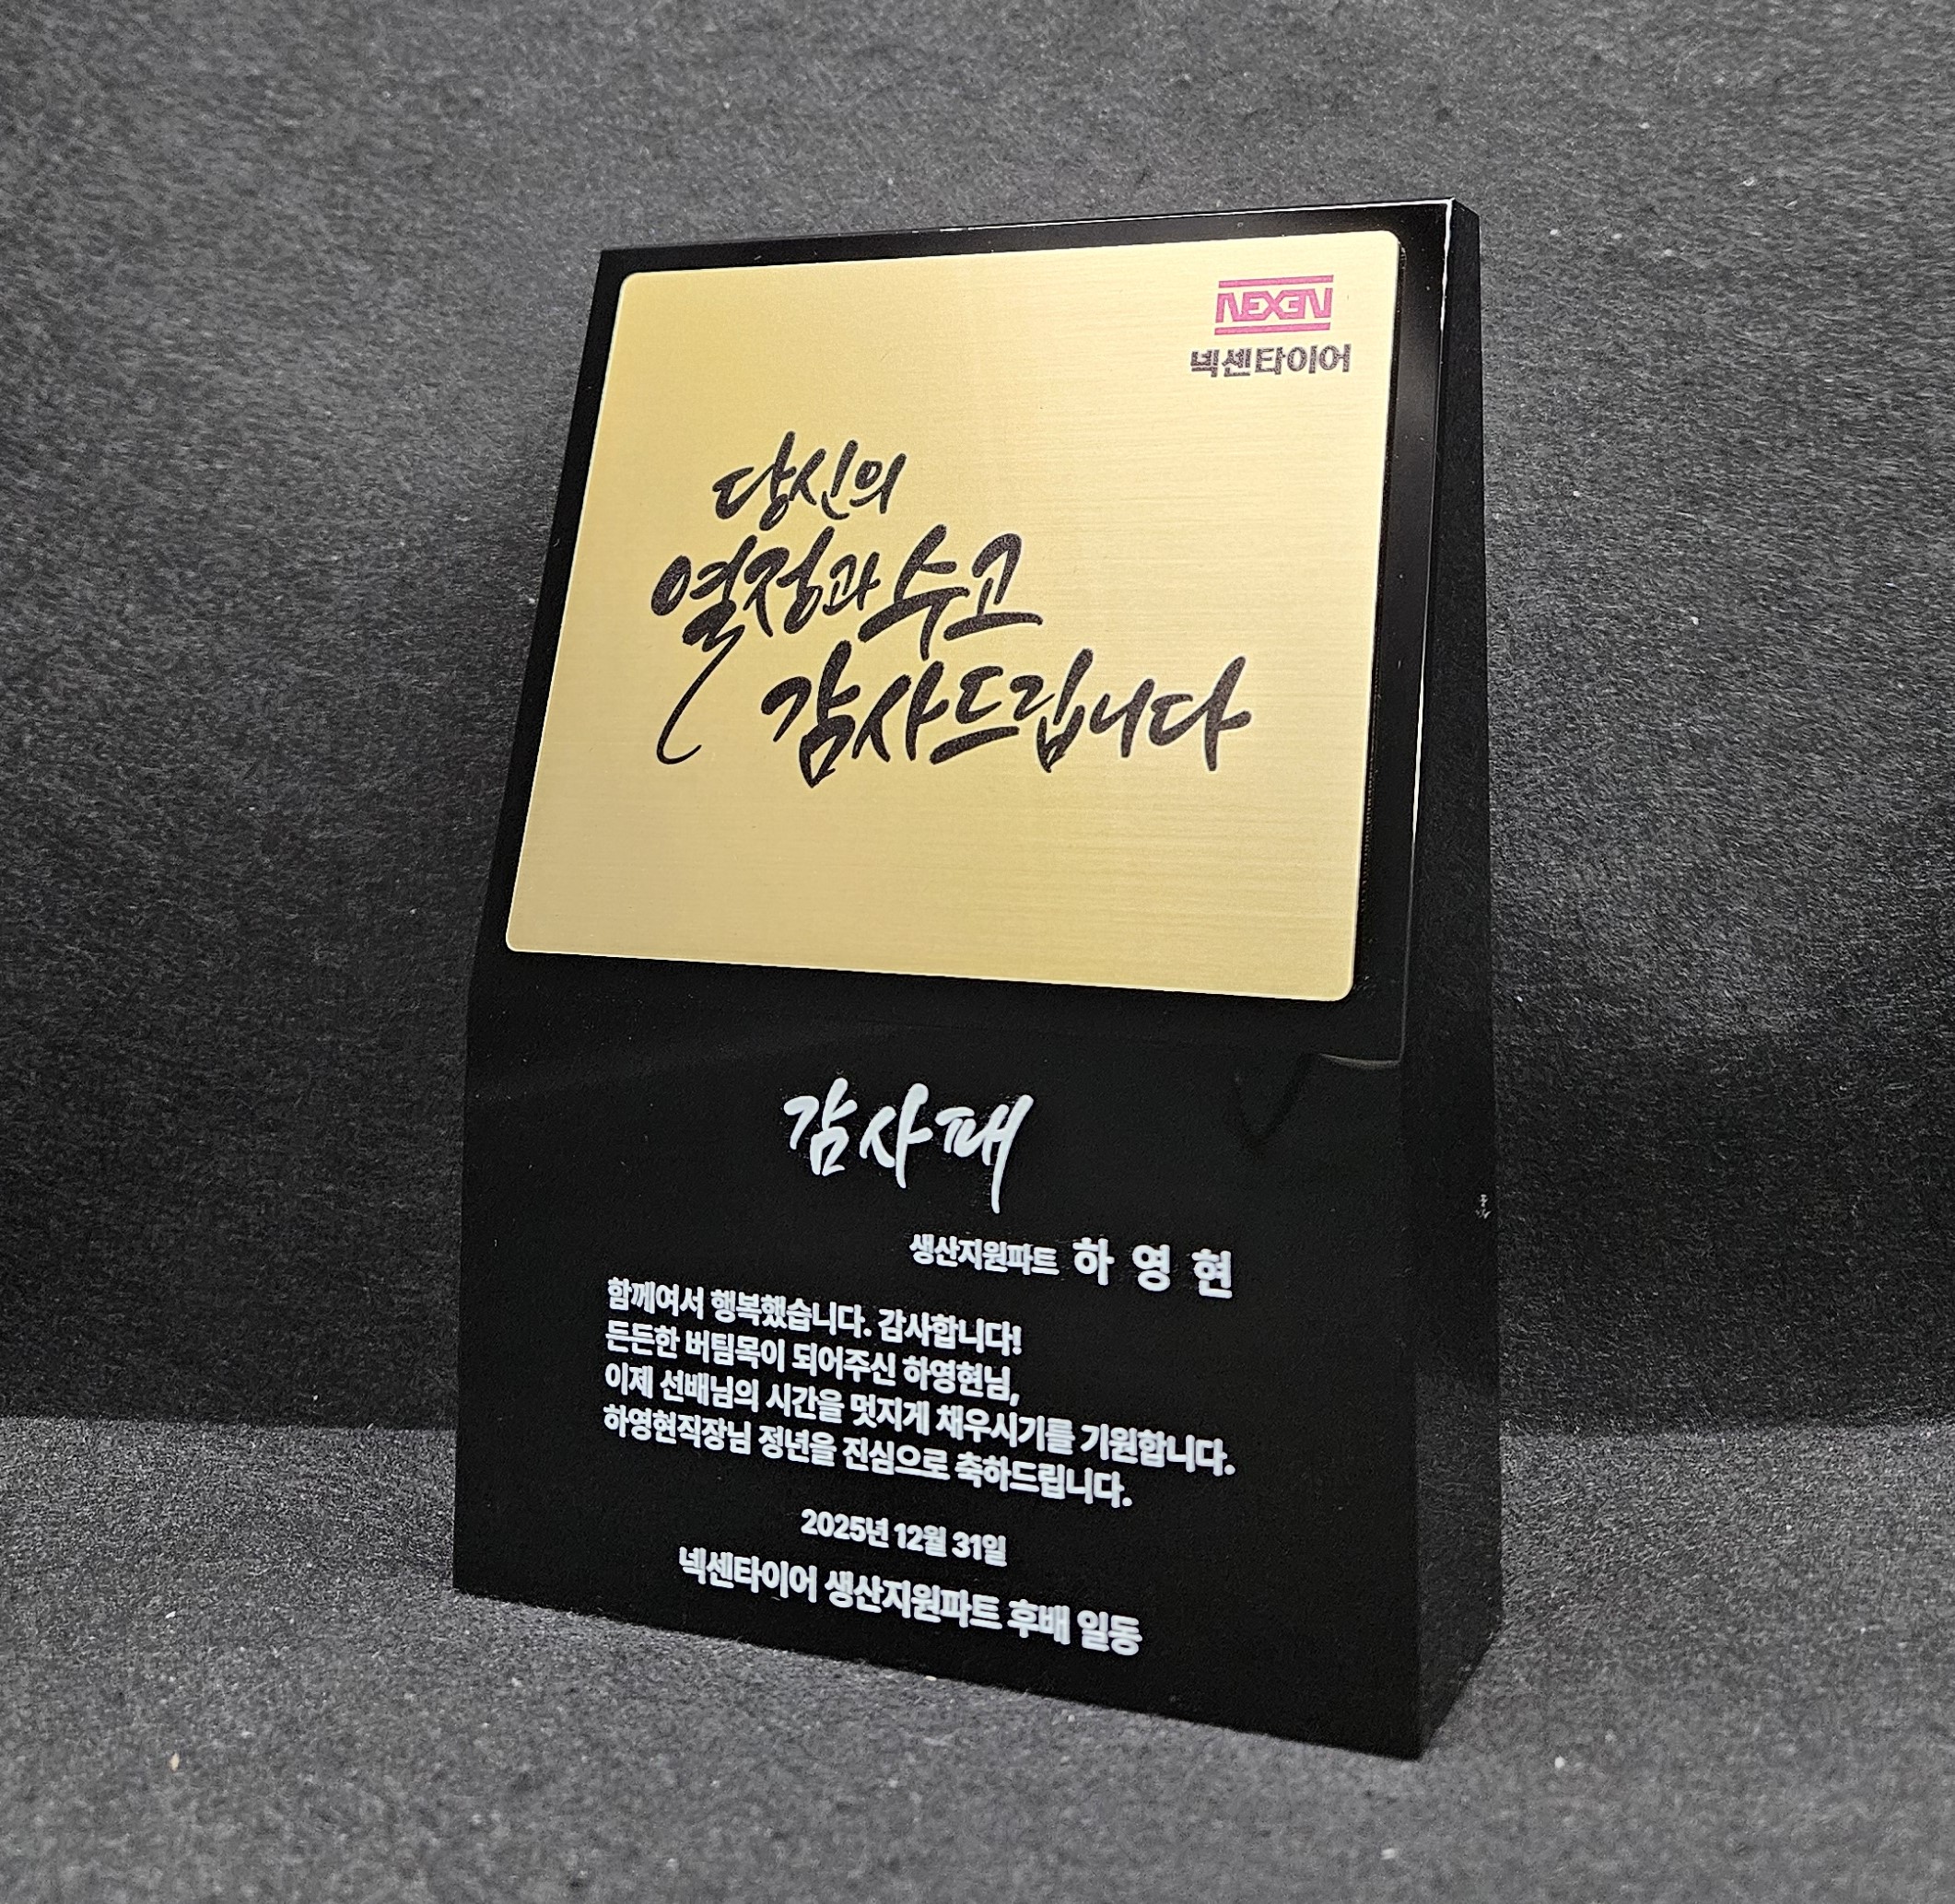 NEXEN
넥센타이어
당신의
열정과 수고
감사드립니다
감사패
생산지원파트 하 영 현
함께여서 행복했습니다. 감사합니다!
든든한 버팀목이 되어주신 하영현님,
이제 선배님의 시간을 멋지게 채우시기를 기원합니다.
하영현직장님 정년을 진심으로 축하드립니다.
2025년 12월 31일
넥센타이어 생산지원파트 후배 일동